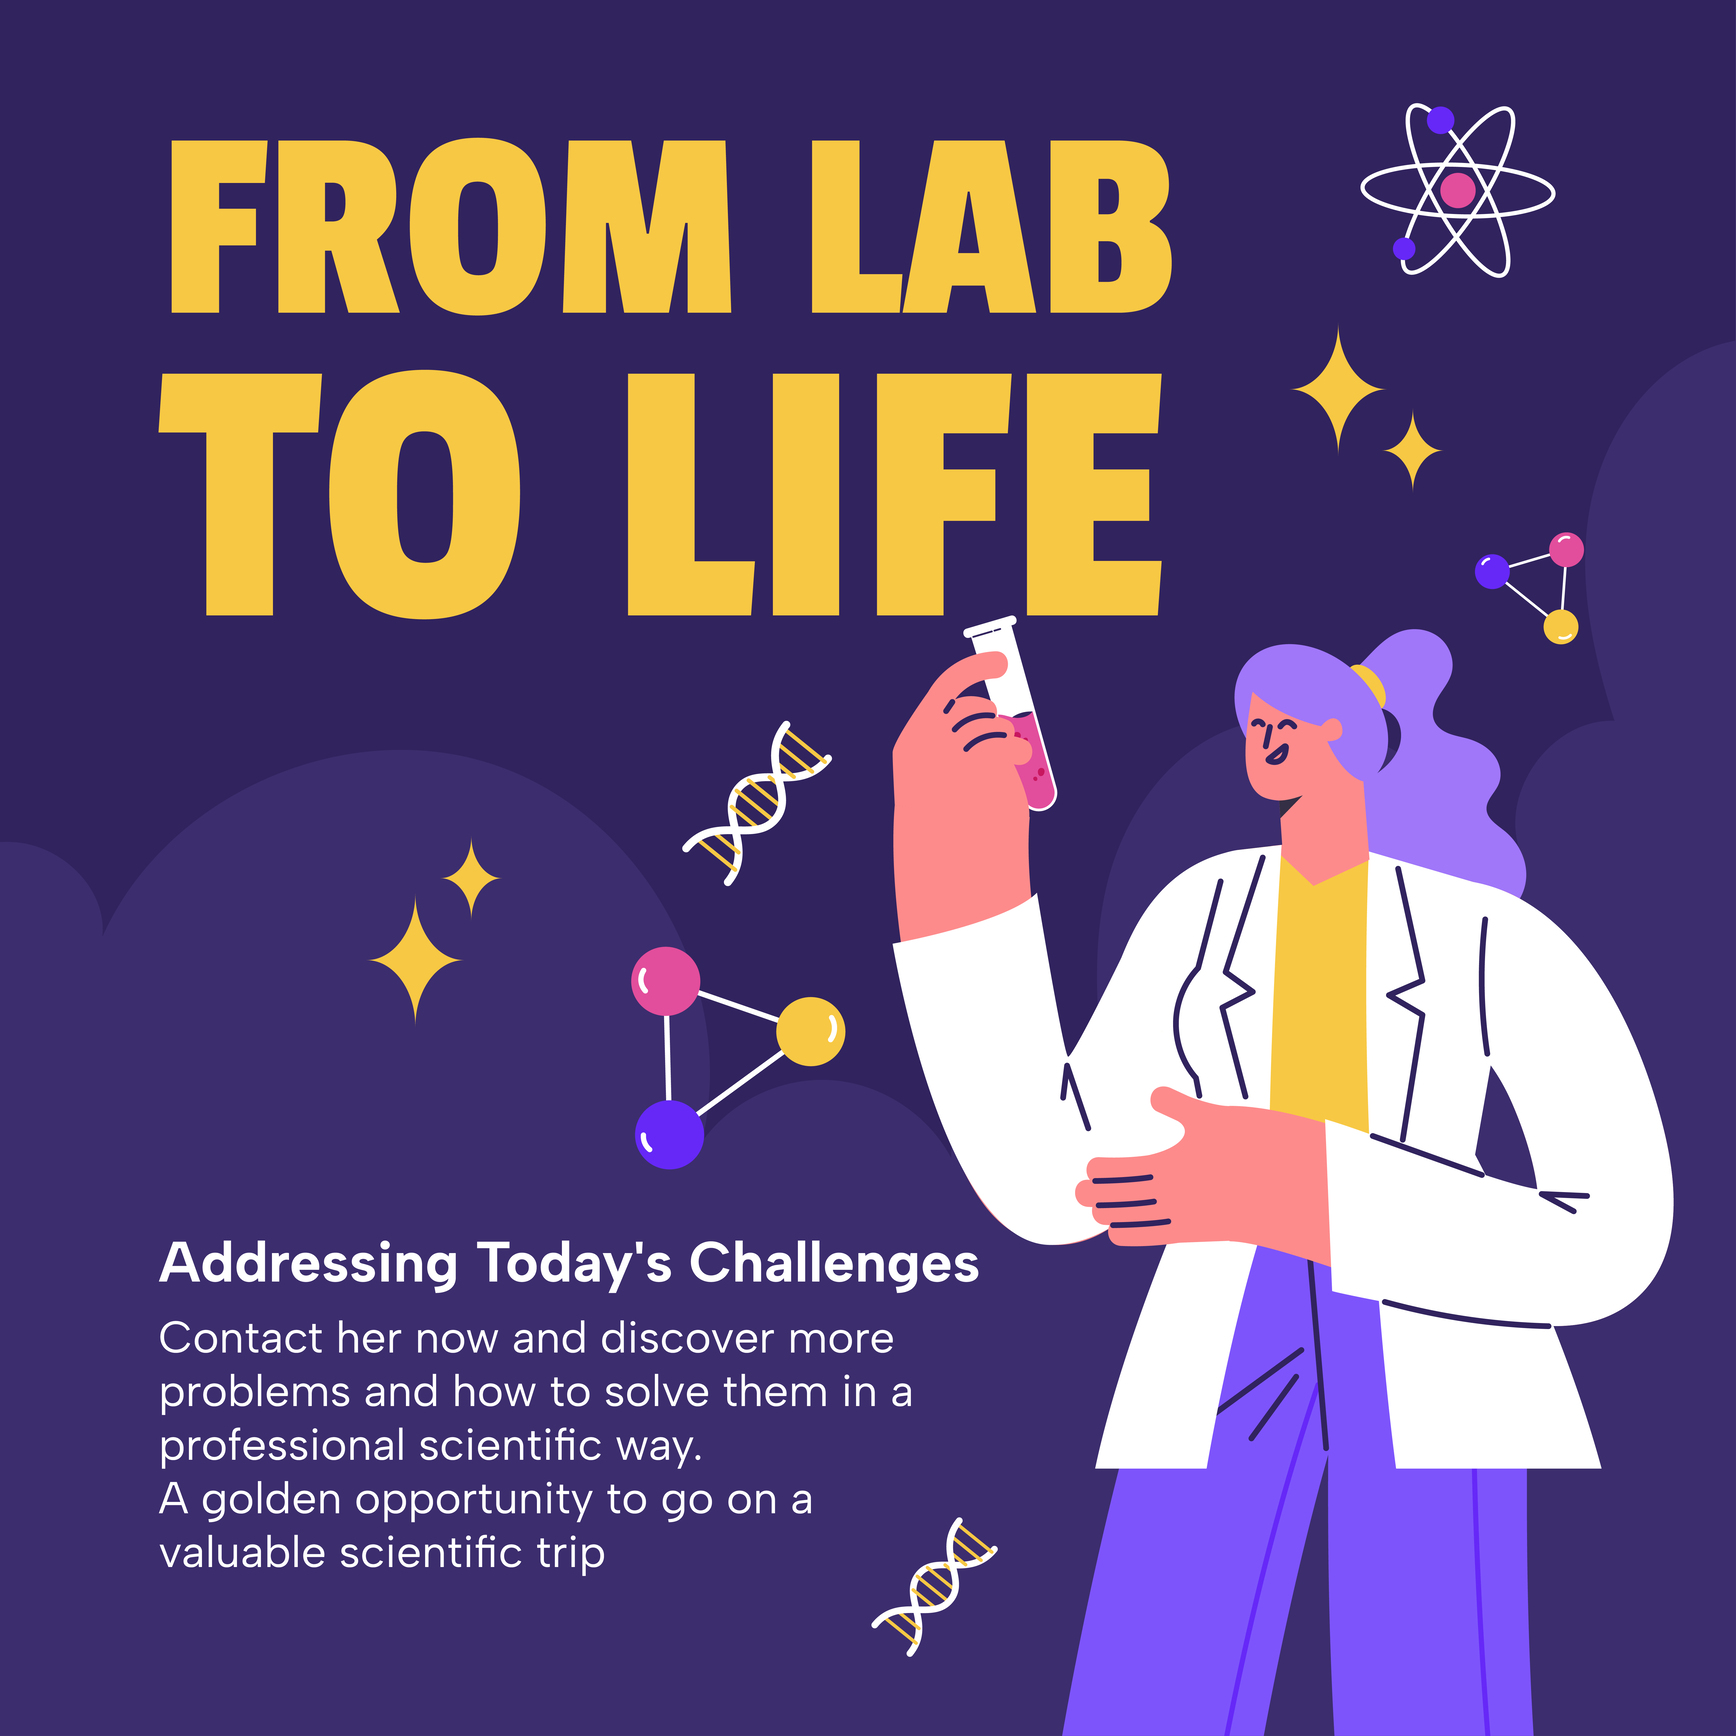 FROM LAB
TO LIFE
Addressing Today's Challenges
Contact her now and discover more
problems and how to solve them in a
professional scientific way.
A golden opportunity to go on a
valuable scientific trip